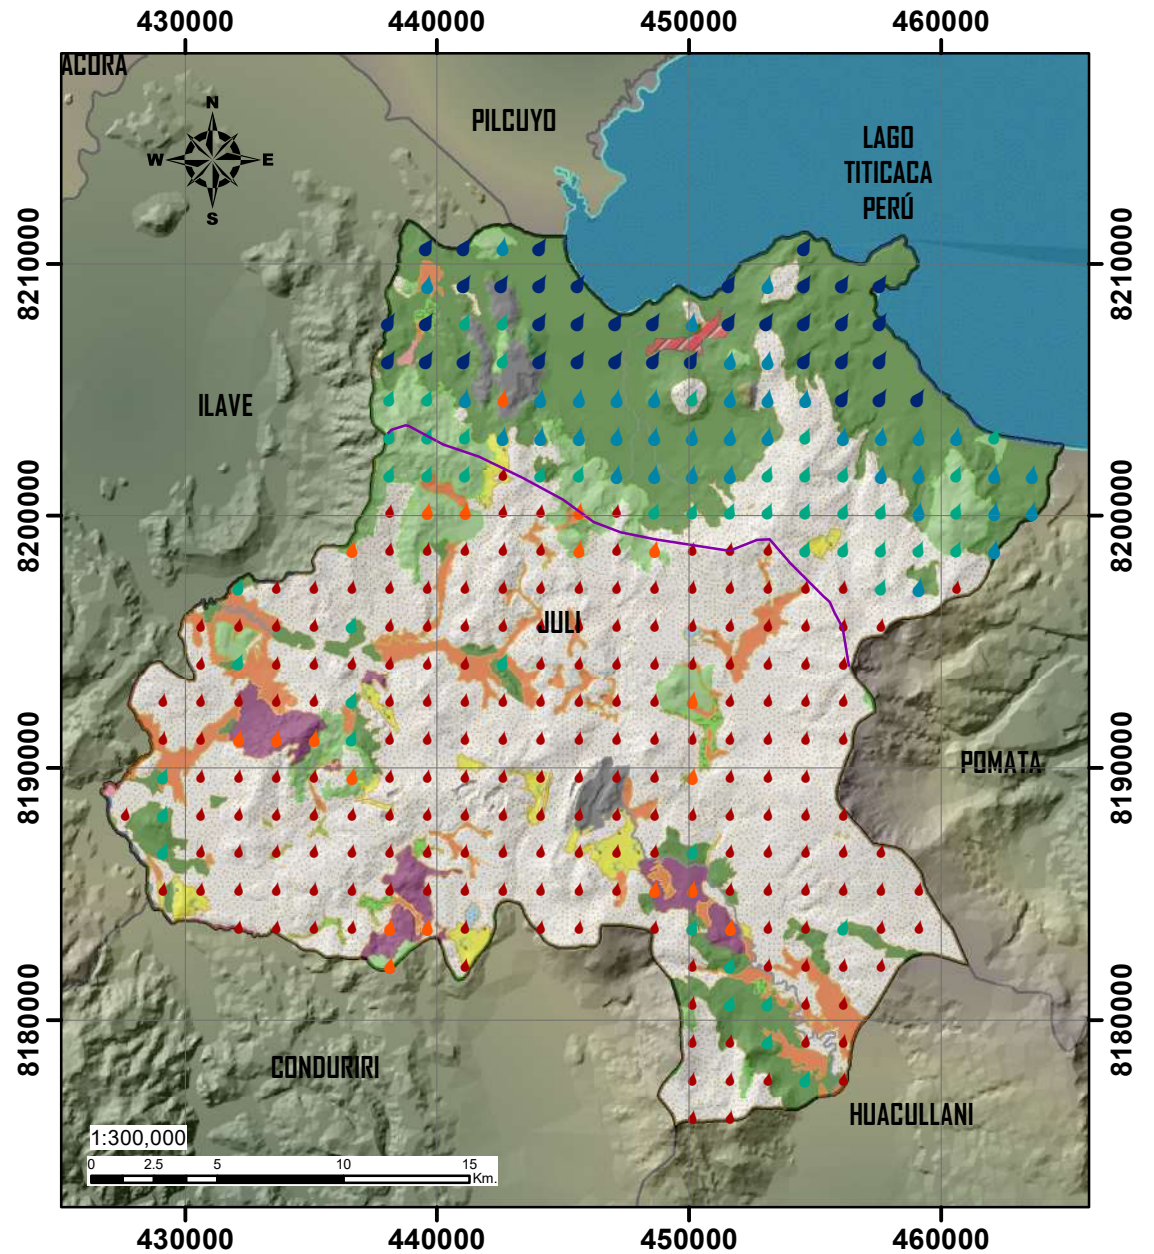 430000 440000 450000 460000
ACORA
N
W E
S
PILCUYO
LAGO
TITICACA
PERÚ
8210000 8210000
ILAVE
8200000 8200000
JULI
8190000 8190000
POMATA
8180000 8180000
CONDURIRI
HUACULLANI
1:300,000
0 2.5 5 10 15
Km.
430000 440000 450000 460000